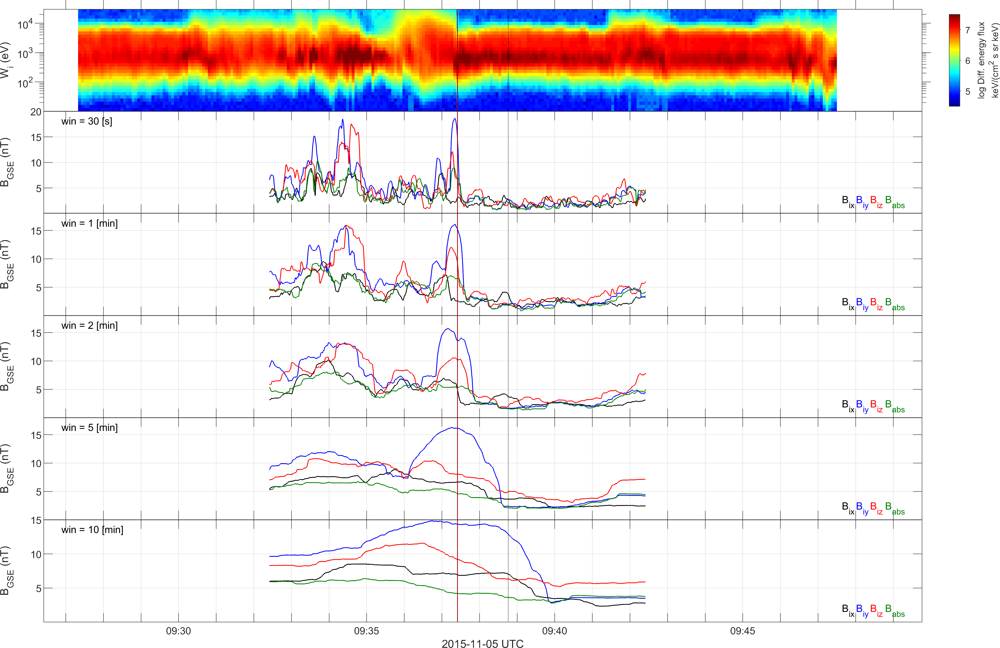 10^4
10^3
10^2
W_i (eV)
7
6
5
log Diff. energy flux
keV/(cm^2 s sr keV)
20
15
10
5
B_GSE (nT)
win = 30 [s]
B_ix B_iy B_iz B_abs
15
10
5
B_GSE (nT)
win = 1 [min]
B_ix B_iy B_iz B_abs
15
10
5
B_GSE (nT)
win = 2 [min]
B_ix B_iy B_iz B_abs
15
10
5
B_GSE (nT)
win = 5 [min]
B_ix B_iy B_iz B_abs
15
10
5
B_GSE (nT)
win = 10 [min]
B_ix B_iy B_iz B_abs
09:30 09:35 09:40 09:45
2015-11-05 UTC